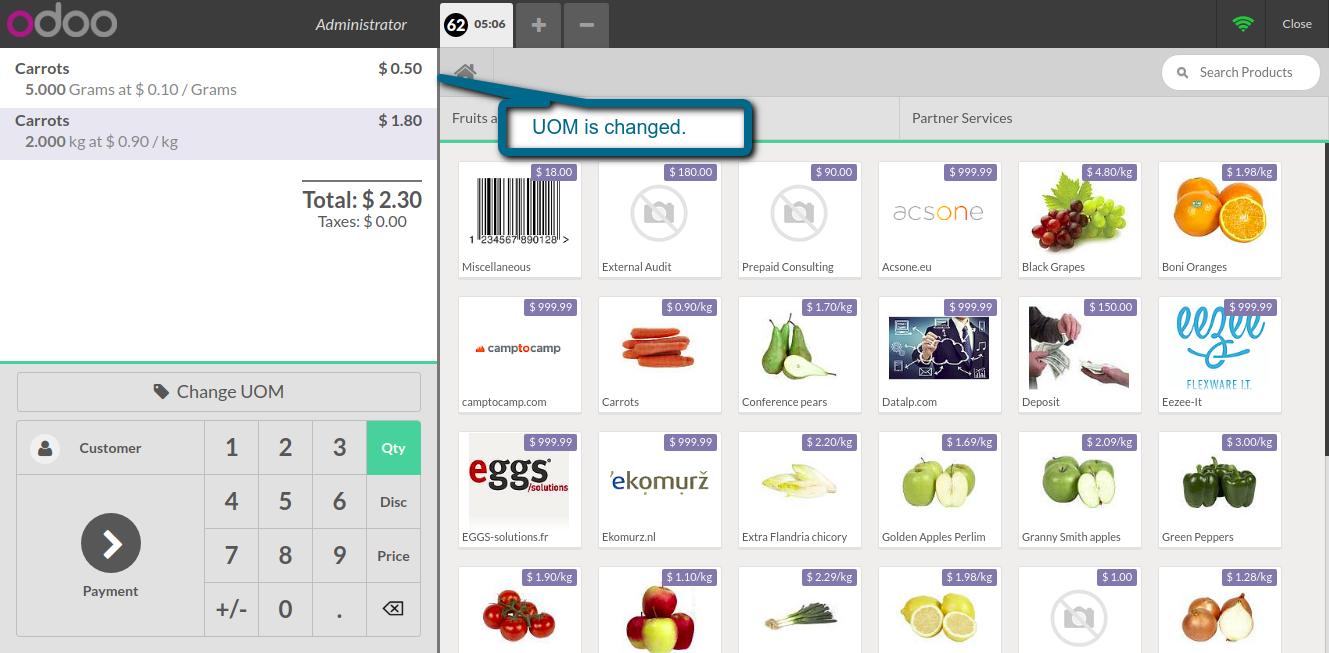 odoo
Administrator
62 05:06
+
−
Close
Carrots $ 0.50
5.000 Grams at $ 0.10 / Grams
Carrots $ 1.80
2.000 kg at $ 0.90 / kg
Total: $ 2.30
Taxes: $ 0.00
Change UOM
Customer
1 2 3 Qty
4 5 6 Disc
7 8 9 Price
+/- 0 .
Payment
Search Products
UOM is changed.
Fruits a
Partner Services
$ 18.00
1 234567 890128 >
Miscellaneous
$ 180.00
External Audit
$ 90.00
Prepaid Consulting
$ 999.99
acsone
Acsone.eu
$ 4.80/kg
Black Grapes
$ 1.98/kg
Boni Oranges
$ 999.99
camptocamp
camptocamp.com
$ 0.90/kg
Carrots
$ 1.70/kg
Conference pears
$ 999.99
Datalp.com
$ 150.00
Deposit
$ 999.99
eezee
FLEXWARE I.T.
Eezee-It
$ 999.99
eggs
/solutions
EGGS-solutions.fr
$ 999.99
'ekomurž
Ekomurz.nl
$ 2.20/kg
Extra Flandria chicory
$ 1.69/kg
Golden Apples Perlim
$ 2.09/kg
Granny Smith apples
$ 3.00/kg
Green Peppers
$ 1.90/kg
$ 1.10/kg
$ 2.29/kg
$ 1.98/kg
$ 1.00
$ 1.28/kg